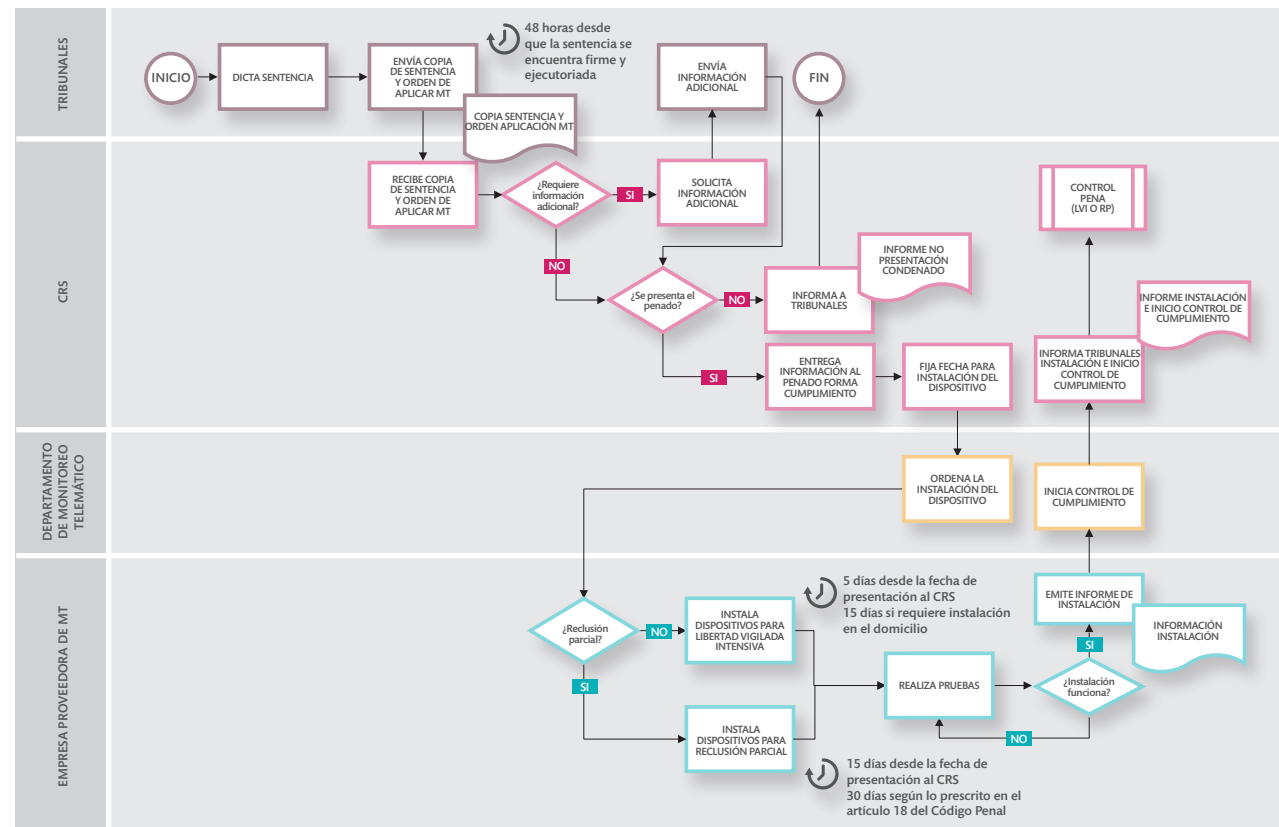 TRIBUNALES
INICIO
DICTA SENTENCIA
ENVÍA COPIA
DE SENTENCIA
Y ORDEN DE
APLICAR MT
48 horas desde
que la sentencia se
encuentra firme y
ejecutoriada
COPIA SENTENCIA Y
ORDEN APLICACIÓN MT
ENVÍA
INFORMACIÓN
ADICIONAL
FIN
CRS
RECIBE COPIA
DE SENTENCIA
Y ORDEN DE
APLICAR MT
¿Requiere
información
adicional?
SI
SOLICITA
INFORMACIÓN
ADICIONAL
NO
¿Se presenta el
penado?
NO
INFORMA A
TRIBUNALES
INFORME NO
PRESENTACIÓN
CONDENADO
SI
ENTREGA
INFORMACIÓN AL
PENADO FORMA
CUMPLIMIENTO
FIJA FECHA PARA
INSTALACIÓN DEL
DISPOSITIVO
CONTROL
PENA
(LVI O RP)
INFORME INSTALACIÓN
E INICIO CONTROL DE
CUMPLIMIENTO
INFORMA TRIBUNALES
INSTALACIÓN E INICIO
CONTROL DE
CUMPLIMIENTO
DEPARTAMENTO
DE MONITOREO
TELEMÁTICO
ORDENA LA
INSTALACIÓN DEL
DISPOSITIVO
INICIA CONTROL DE
CUMPLIMIENTO
EMPRESA PROVEEDORA DE MT
¿Reclusión
parcial?
NO
INSTALA
DISPOSITIVOS PARA
LIBERTAD VIGILADA
INTENSIVA
5 días desde la fecha de
presentación al CRS
15 días si requiere instalación
en el domicilio
SI
INSTALA
DISPOSITIVOS PARA
RECLUSIÓN PARCIAL
15 días desde la fecha de
presentación al CRS
30 días según lo prescrito en el
artículo 18 del Código Penal
REALIZA PRUEBAS
¿Instalación
funciona?
NO
SI
EMITE INFORME DE
INSTALACIÓN
INFORMACIÓN
INSTALACIÓN